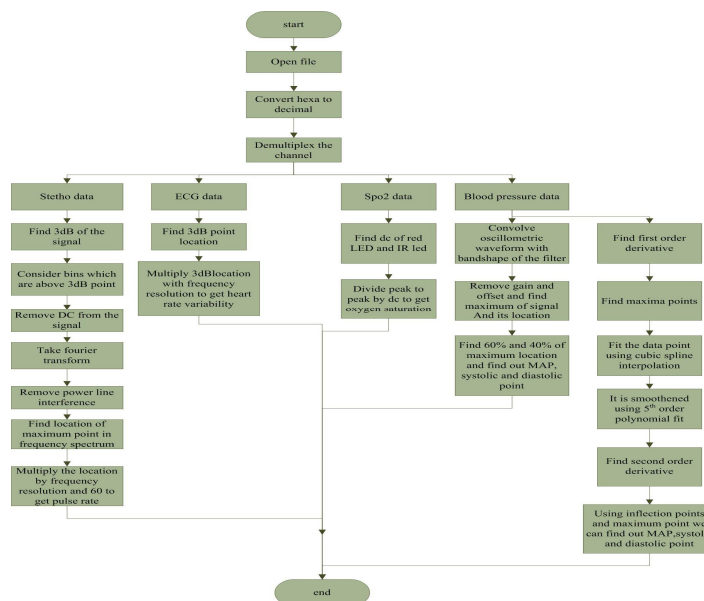 start
Open file
Convert hexa to
decimal
Demultiplex the
channel
Stetho data
Find 3dB of the
signal
Consider bins which
are above 3dB point
Remove DC from the
signal
Take fourier
transform
Remove power line
interference
Find location of
maximum point in
frequency spectrum
Multiply the location
by frequency
resolution and 60 to
get pulse rate
ECG data
Find 3dB point
location
Multiply 3dBlocation
with frequency
resolution to get heart
rate variability
Spo2 data
Find dc of red
LED and IR led
Divide peak to
peak by dc to get
oxygen saturation
Blood pressure data
Convolve
oscillometric
waveform with
bandshape of the filter
Remove gain and
offset and find
maximum of signal
And its location
Find 60% and 40% of
maximum location
and find out MAP,
systolic and diastolic
point
Find first order
derivative
Find maxima points
Fit the data point
using cubic spline
interpolation
It is smoothened
using 5th order
polynomial fit
Find second order
derivative
Using inflection points
and maximum point we
can find out MAP,systoli
and diastolic point
end